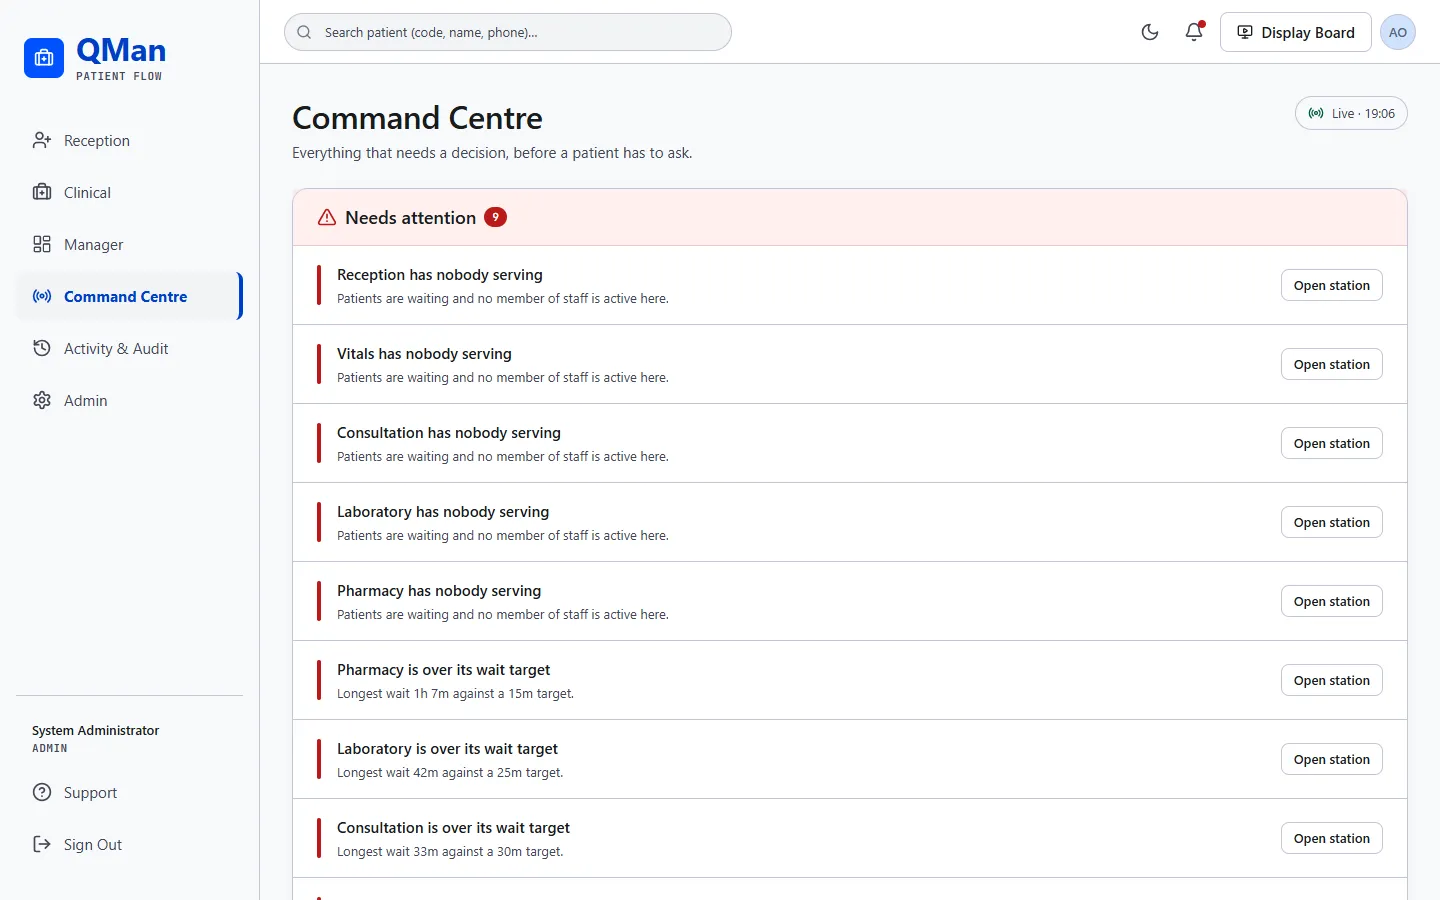 QMan
PATIENT FLOW
Reception
Clinical
Manager
Command Centre
Activity & Audit
Admin
System Administrator
ADMIN
Support
Sign Out
Search patient (code, name, phone)...
Display Board
AO
Command Centre
Everything that needs a decision, before a patient has to ask.
Live · 19:06
Needs attention 9
Reception has nobody serving
Patients are waiting and no member of staff is active here.
Open station
Vitals has nobody serving
Patients are waiting and no member of staff is active here.
Open station
Consultation has nobody serving
Patients are waiting and no member of staff is active here.
Open station
Laboratory has nobody serving
Patients are waiting and no member of staff is active here.
Open station
Pharmacy has nobody serving
Patients are waiting and no member of staff is active here.
Open station
Pharmacy is over its wait target
Longest wait 1h 7m against a 15m target.
Open station
Laboratory is over its wait target
Longest wait 42m against a 25m target.
Open station
Consultation is over its wait target
Longest wait 33m against a 30m target.
Open station